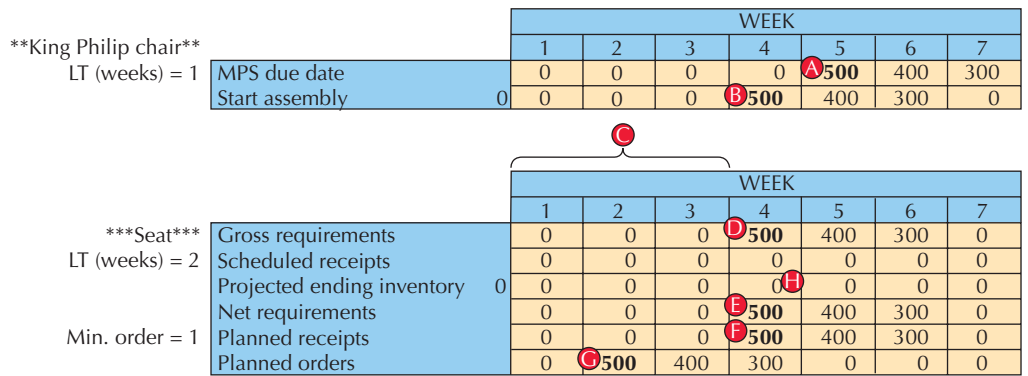 WEEK
**King Philip chair** 1 2 3 4 5 6 7
LT (weeks) = 1 MPS due date 0 0 0 0 A 500 400 300
Start assembly 0 0 0 0 B 500 400 300 0
C
WEEK
1 2 3 4 5 6 7
***Seat*** Gross requirements 0 0 0 D 500 400 300 0
LT (weeks) = 2 Scheduled receipts 0 0 0 0 0 0 0
Projected ending inventory 0 0 0 0 0 H 0 0 0
Net requirements 0 0 0 E 500 400 300 0
Min. order = 1 Planned receipts 0 0 0 F 500 400 300 0
Planned orders 0 G 500 400 300 0 0 0